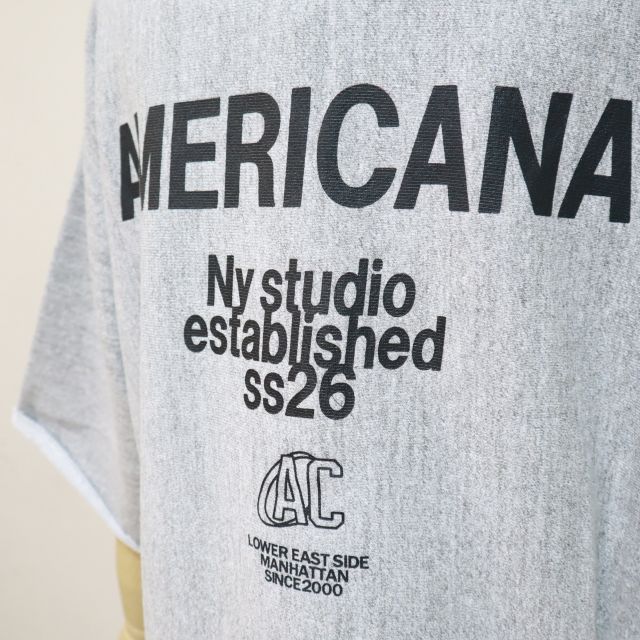 AMERICANA
Ny studio
established
ss26
AC
LOWER EAST SIDE
MANHATTAN
SINCE2000